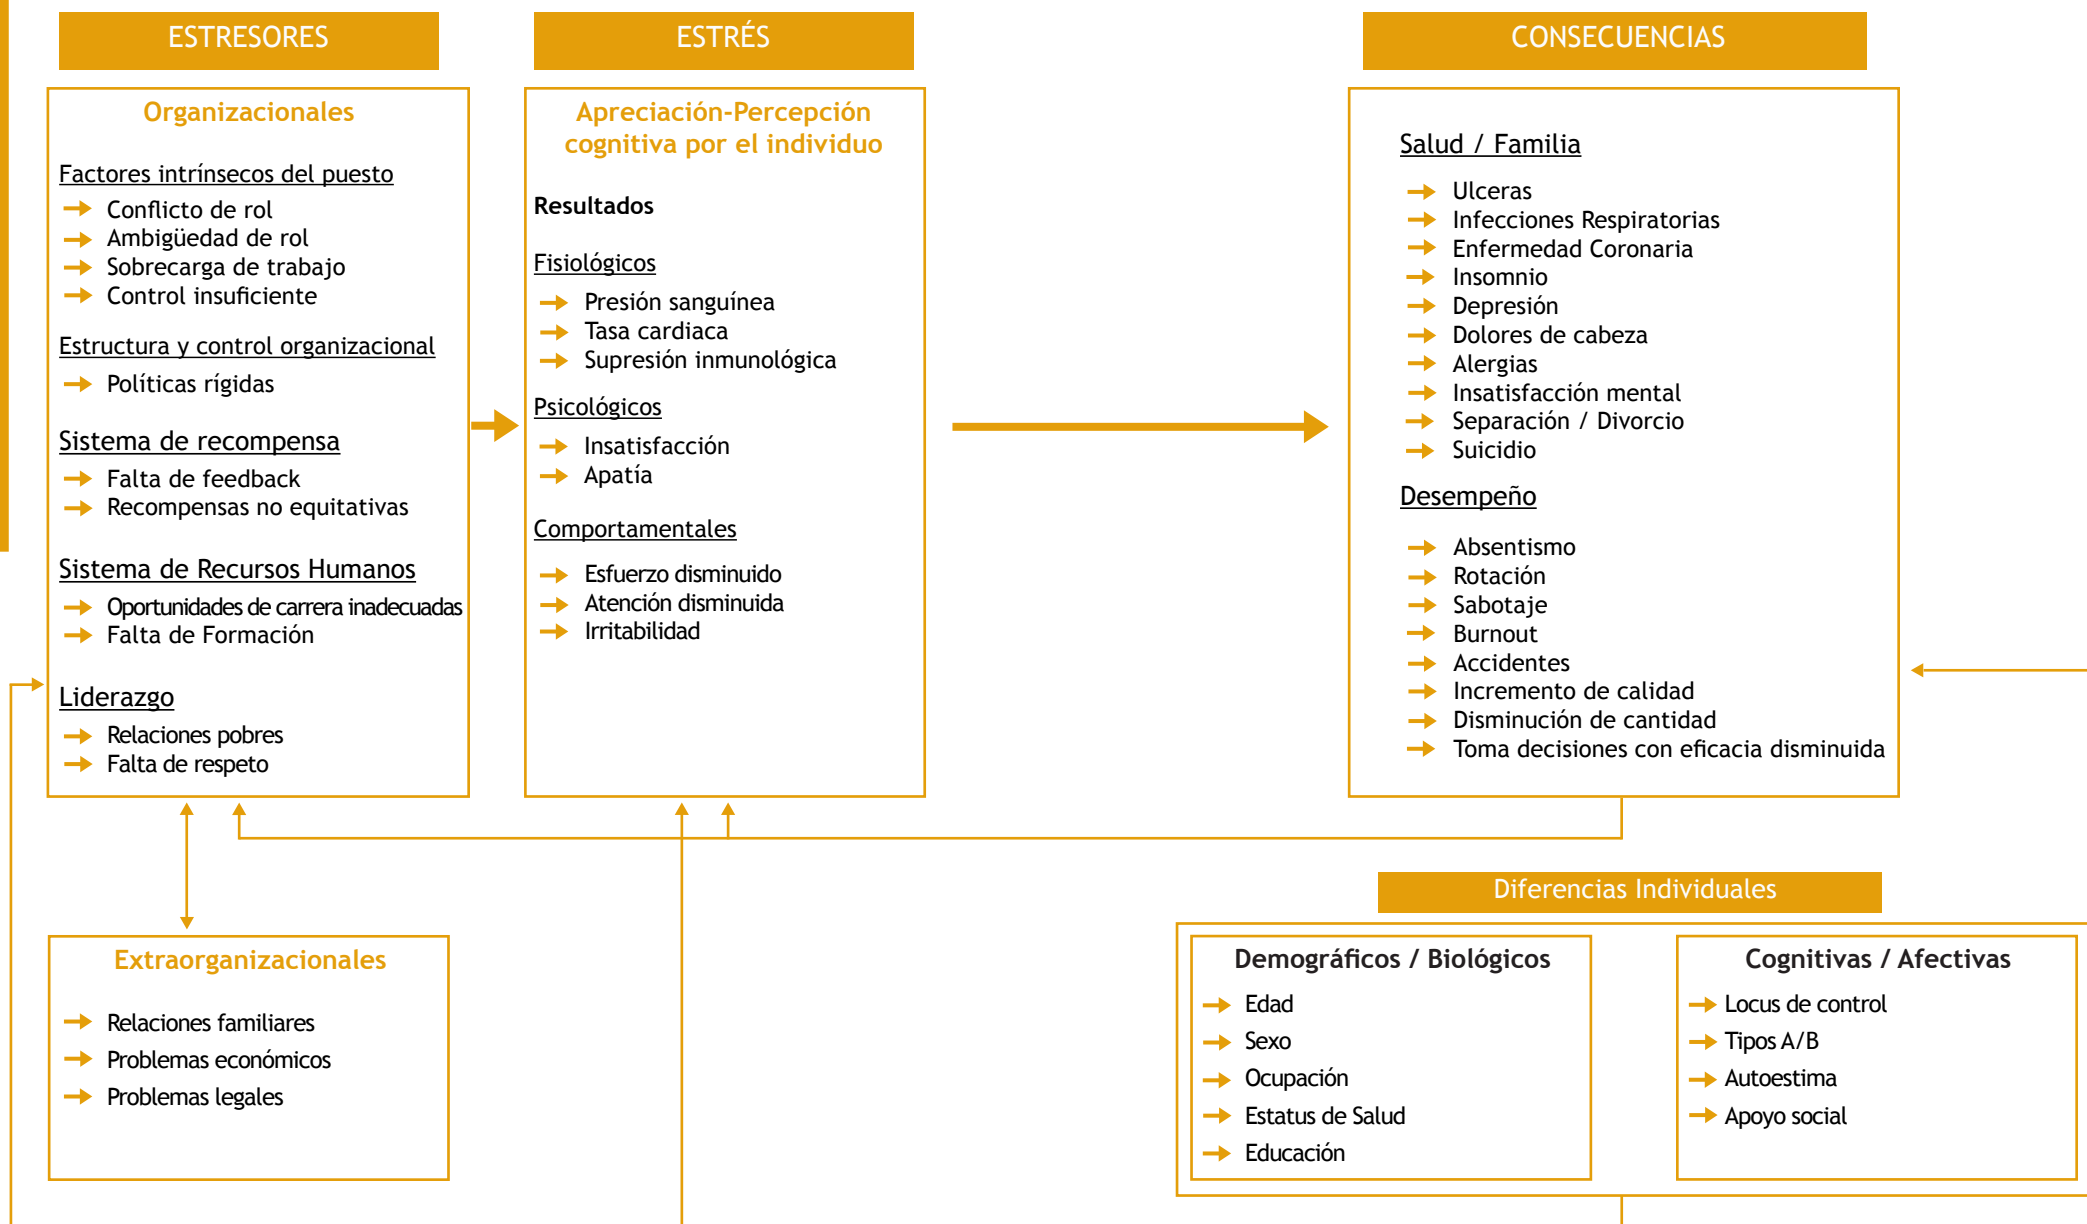 ESTRESORES
Organizacionales
Factores intrínsecos del puesto
Conflicto de rol
Ambigüedad de rol
Sobrecarga de trabajo
Control insuficiente
Estructura y control organizacional
Políticas rígidas
Sistema de recompensa
Falta de feedback
Recompensas no equitativas
Sistema de Recursos Humanos
Oportunidades de carrera inadecuadas
Falta de Formación
Liderazgo
Relaciones pobres
Falta de respeto
Extraorganizacionales
Relaciones familiares
Problemas económicos
Problemas legales
ESTRÉS
Apreciación-Percepción
cognitiva por el individuo
Resultados
Fisiológicos
Presión sanguínea
Tasa cardiaca
Supresión inmunológica
Psicológicos
Insatisfacción
Apatía
Comportamentales
Esfuerzo disminuido
Atención disminuida
Irritabilidad
CONSECUENCIAS
Salud / Familia
Ulceras
Infecciones Respiratorias
Enfermedad Coronaria
Insomnio
Depresión
Dolores de cabeza
Alergias
Insatisfacción mental
Separación / Divorcio
Suicidio
Desempeño
Absentismo
Rotación
Sabotaje
Burnout
Accidentes
Incremento de calidad
Disminución de cantidad
Toma decisiones con eficacia disminuida
Diferencias Individuales
Demográficos / Biológicos
Edad
Sexo
Ocupación
Estatus de Salud
Educación
Cognitivas / Afectivas
Locus de control
Tipos A/B
Autoestima
Apoyo social